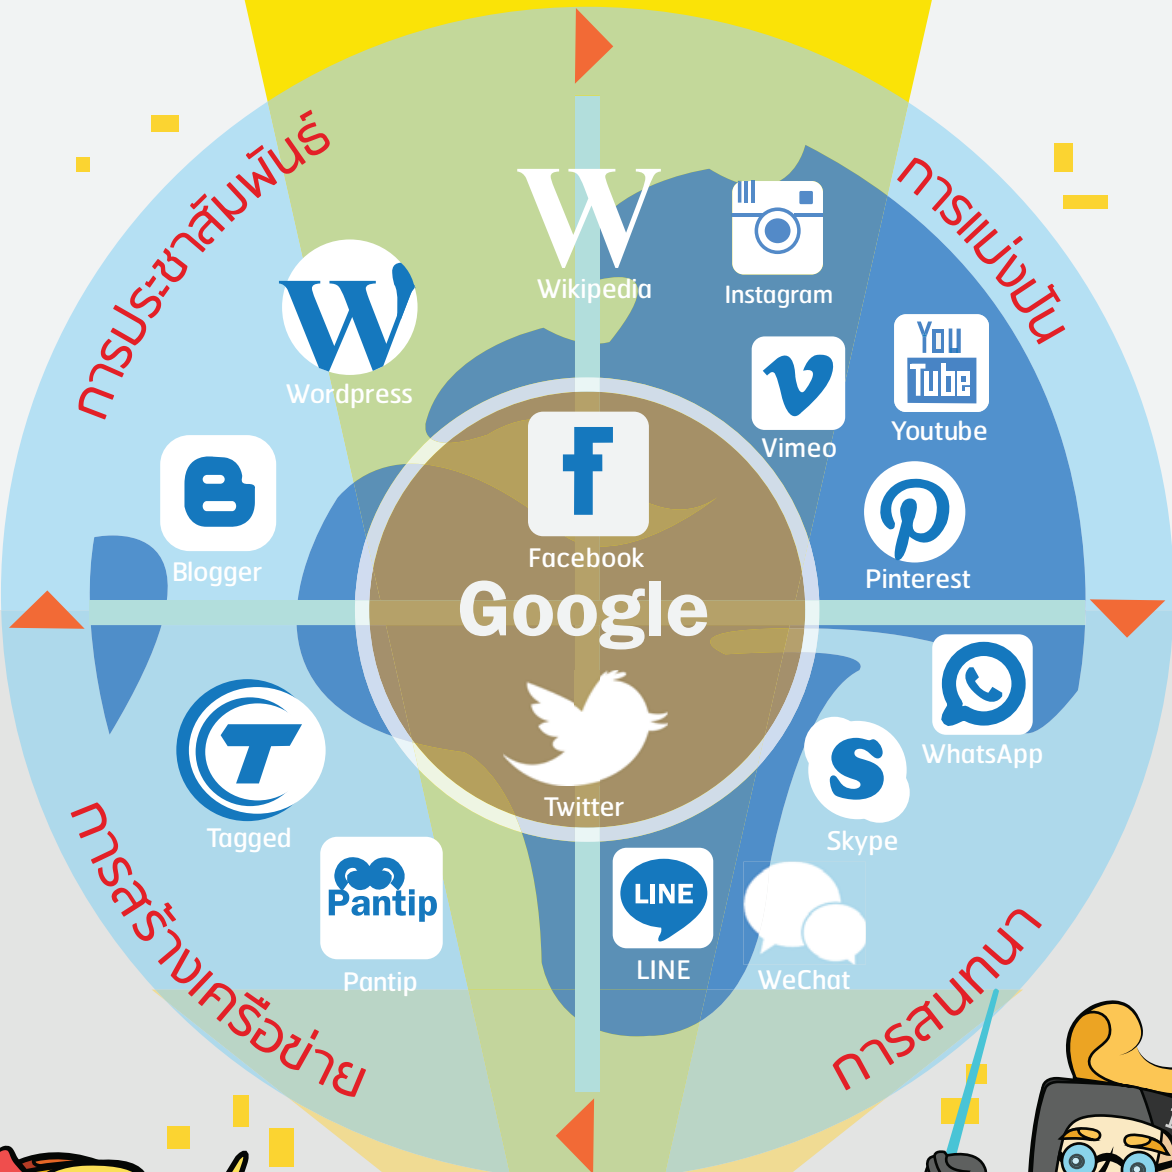 การประชาสัมพันธ์
การแบ่งปัน
W
Wikipedia
Instagram
W
Wordpress
You
Tube
Youtube
Vimeo
Blogger
Pinterest
f
Facebook
Google
Twitter
T
Tagged
WhatsApp
S
Skype
Pantip
Pantip
LINE
LINE
WeChat
การสร้างเครือข่าย
การสนทนา